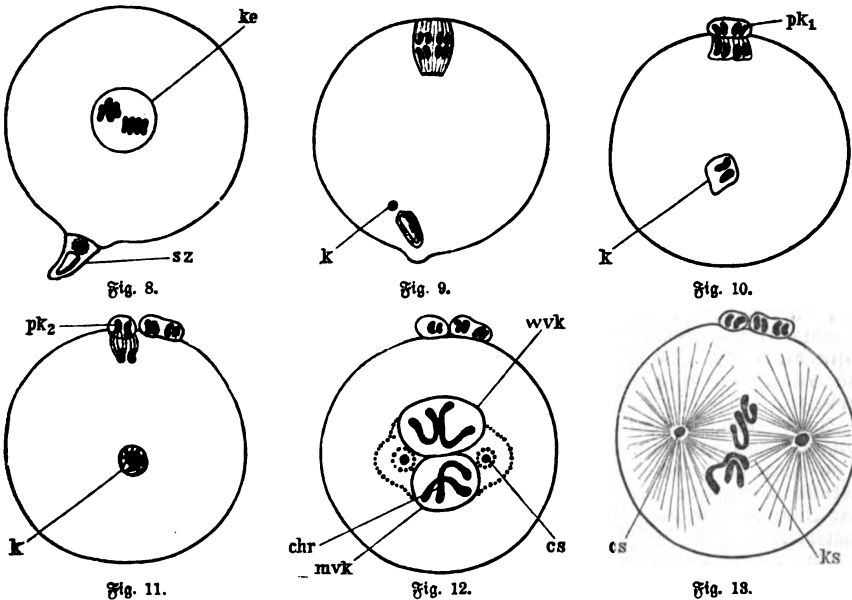 ke
sz
Fig. 8.
k
Fig. 9.
pk1
k
Fig. 10.
pk2
k
Fig. 11.
wvk
chr
mvk
cs
Fig. 12.
cs
ks
Fig. 13.